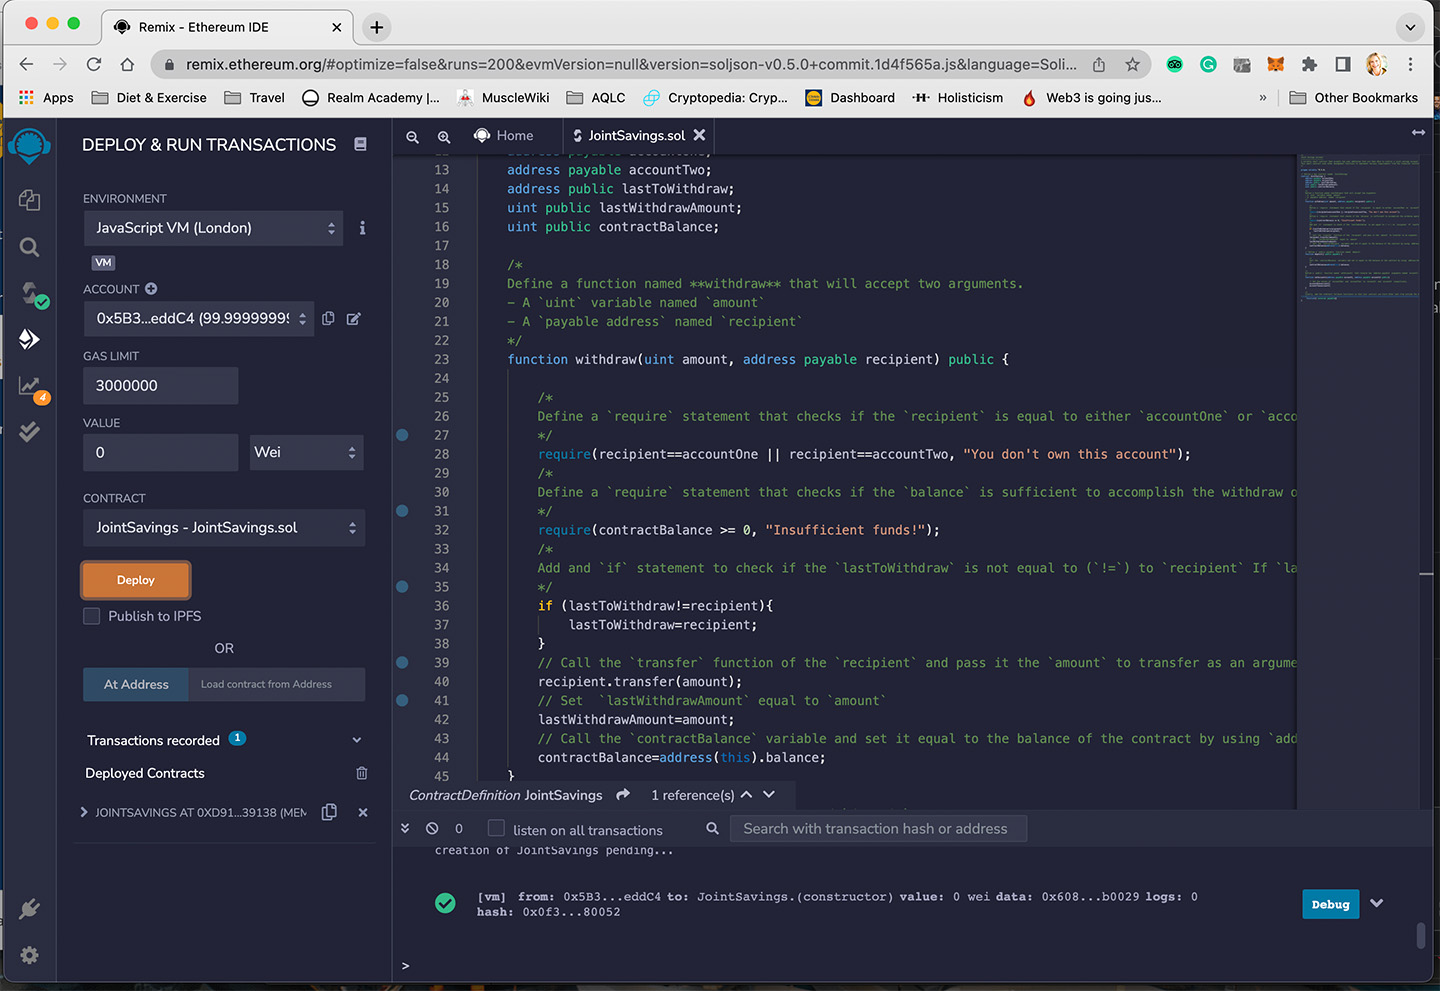 Remix - Ethereum IDE
remix.ethereum.org/#optimize=false&runs=200&evmVersion=null&version=soljson-v0.5.0+commit.1d4f565a.js&language=Soli...
Apps Diet & Exercise Travel Realm Academy |... MuscleWiki AQLC Cryptopedia: Cryp... Dashboard Holisticism Web3 is going jus... » Other Bookmarks
DEPLOY & RUN TRANSACTIONS
ENVIRONMENT
JavaScript VM (London)
VM
ACCOUNT
0x5B3...eddC4 (99.9999999
GAS LIMIT
3000000
4
VALUE
0 Wei
CONTRACT
JointSavings - JointSavings.sol
Deploy
Publish to IPFS
OR
At Address Load contract from Address
Transactions recorded 1
Deployed Contracts
JOINTSAVINGS AT 0XD91...39138 (MEM
Home JointSavings.sol
12 address payable accountOne;
13 address payable accountTwo;
14 address public lastToWithdraw;
15 uint public lastWithdrawAmount;
16 uint public contractBalance;
17
18 /*
19 Define a function named **withdraw** that will accept two arguments.
20 - A `uint` variable named `amount`
21 - A `payable address` named `recipient`
22 */
23 function withdraw(uint amount, address payable recipient) public {
24
25 /*
26 Define a `require` statement that checks if the `recipient` is equal to either `accountOne` or `acco
27 */
28 require(recipient==accountOne || recipient==accountTwo, "You don't own this account");
29 /*
30 Define a `require` statement that checks if the `balance` is sufficient to accomplish the withdraw o
31 */
32 require(contractBalance >= 0, "Insufficient funds!");
33 /*
34 Add and `if` statement to check if the `lastToWithdraw` is not equal to (`!=`) to `recipient` If `la
35 */
36 if (lastToWithdraw!=recipient){
37 lastToWithdraw=recipient;
38 }
39 // Call the `transfer` function of the `recipient` and pass it the `amount` to transfer as an argume
40 recipient.transfer(amount);
41 // Set  `lastWithdrawAmount` equal to `amount`
42 lastWithdrawAmount=amount;
43 // Call the `contractBalance` variable and set it equal to the balance of the contract by using `add
44 contractBalance=address(this).balance;
45 }
ContractDefinition JointSavings 1 reference(s)
0 listen on all transactions Search with transaction hash or address
creation of JointSavings pending...
[vm] from: 0x5B3...eddC4 to: JointSavings.(constructor) value: 0 wei data: 0x608...b0029 logs: 0
hash: 0x0f3...80052
Debug
>